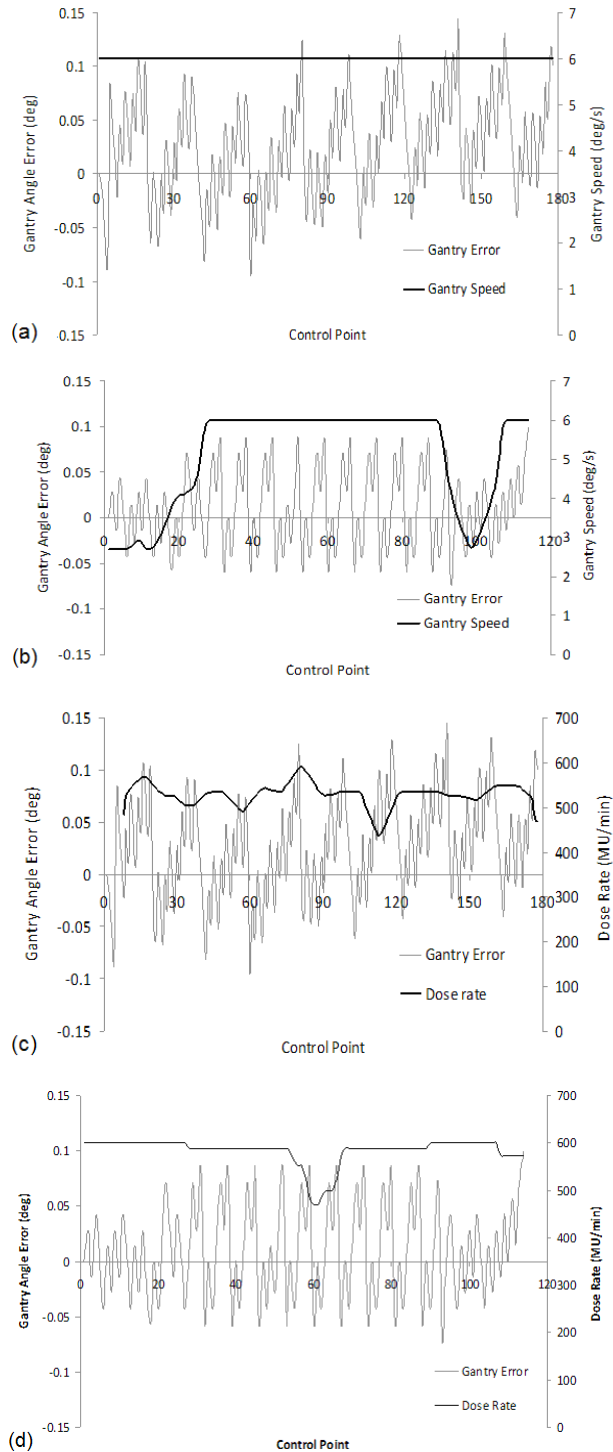 0.15
0.1
0.05
0
-0.05
-0.1
0.15
0 30 60 90 120 150 180
7
6
5
4
3
2
1
0
Gantry Angle Error (deg)
Gantry Speed (deg/s)
Gantry Error
Gantry Speed
Control Point
(a)
0.15
0.1
0.05
0
-0.05
-0.1
-0.15
0 20 40 60 80 100 120
7
6
5
4
3
2
1
0
Gantry Angle Error (deg)
Gantry Speed (deg/s)
Gantry Error
Gantry Speed
Control Point
(b)
0.15
0.1
0.05
0
-0.05
-0.1
-0.15
0 30 60 90 120 150 180
700
600
500
400
300
200
100
0
Gantry Angle Error (deg)
Dose Rate (MU/min)
Gantry Error
Dose rate
Control Point
(c)
0.15
0.1
0.05
0
-0.05
-0.1
-0.15
0 20 40 60 80 100 120
700
600
500
400
300
200
100
0
Gantry Angle Error (deg)
Dose Rate (MU/min)
Gantry Error
Dose Rate
Control Point
(d)